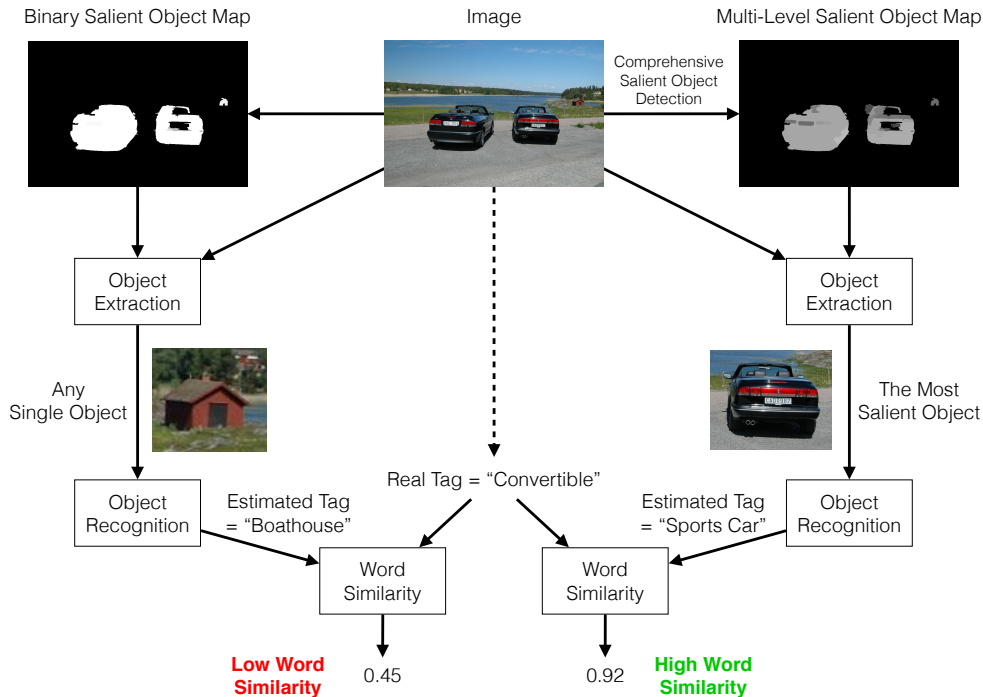 Binary Salient Object Map
Image
Multi-Level Salient Object Map
Comprehensive
Salient Object
Detection
Object
Extraction
Object
Extraction
Any
Single Object
The Most
Salient Object
Real Tag = “Convertible”
Object
Recognition
Estimated Tag
= “Boathouse”
Estimated Tag
= “Sports Car”
Object
Recognition
Word
Similarity
Word
Similarity
Low Word
Similarity
0.45
0.92
High Word
Similarity